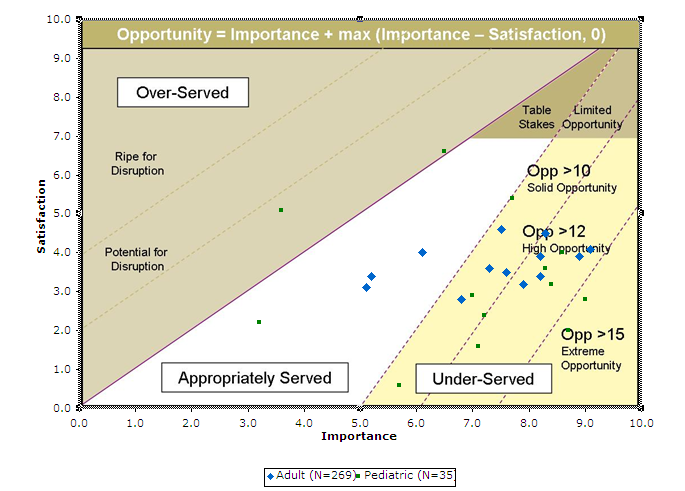 Opportunity = Importance + max (Importance – Satisfaction, 0)
10.0
9.0
8.0
7.0
6.0
5.0
4.0
3.0
2.0
1.0
0.0
Satisfaction
Over-Served
Table
Stakes
Limited
Opportunity
Ripe for
Disruption
Opp >10
Solid Opportunity
Opp >12
High Opportunity
Potential for
Disruption
Opp >15
Extreme
Opportunity
Appropriately Served
Under-Served
0.0 1.0 2.0 3.0 4.0 5.0 6.0 7.0 8.0 9.0 10.0
Importance
Adult (N=269) Pediatric (N=35)